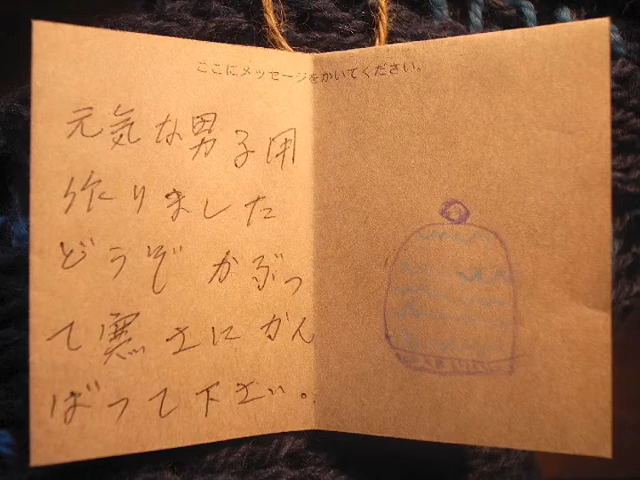 ここにメッセージをかいてください。
元気な男子用
作りました
どうぞ かぶっ
て寒さにがん
ばって下さい。